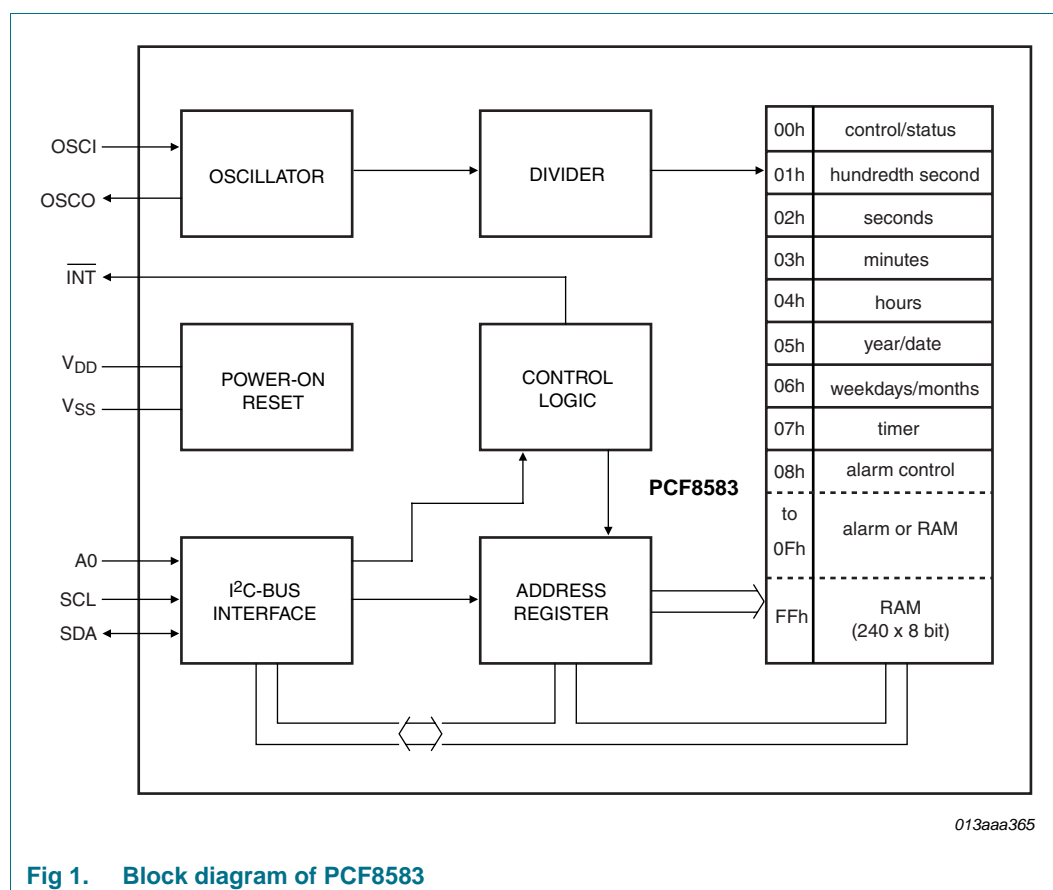 OSCI
OSCO
OSCILLATOR
DIVIDER
INT
VDD
VSS
POWER-ON
RESET
CONTROL
LOGIC
PCF8583
A0
SCL
SDA
I2C-BUS
INTERFACE
ADDRESS
REGISTER
00h control/status
01h hundredth second
02h seconds
03h minutes
04h hours
05h year/date
06h weekdays/months
07h timer
08h alarm control
to
0Fh
alarm or RAM
FFh
RAM
(240 x 8 bit)
013aaa365
Fig 1. Block diagram of PCF8583